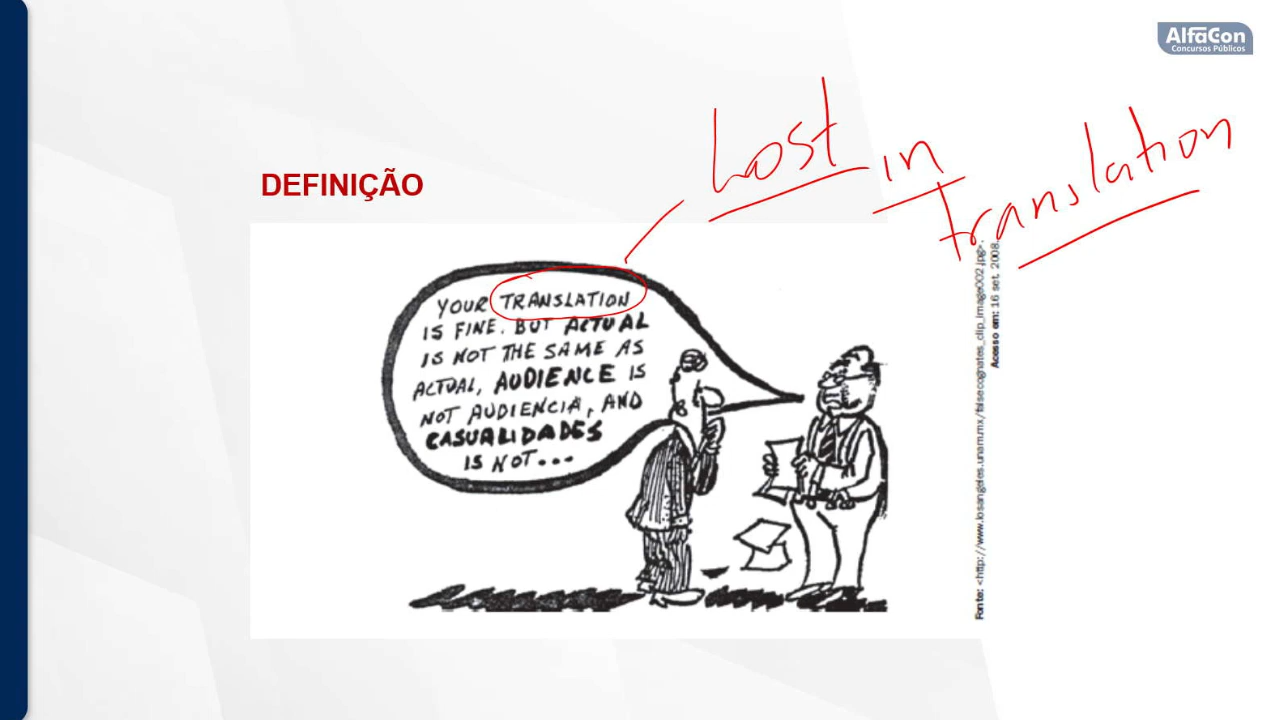 AlfaCon
Concursos Públicos
Lost in
translation
DEFINIÇÃO
YOUR TRANSLATION
IS FINE. BUT ACTUAL
IS NOT THE SAME AS
ACTUAL, AUDIENCE IS
NOT AUDIENCIA, AND
CASUALIDADES
IS NOT...
Fonte: <http://www.losangeles.unam.mx/falsecognates_clip_image002.jpg>.
Acesso em: 16 set. 2008.